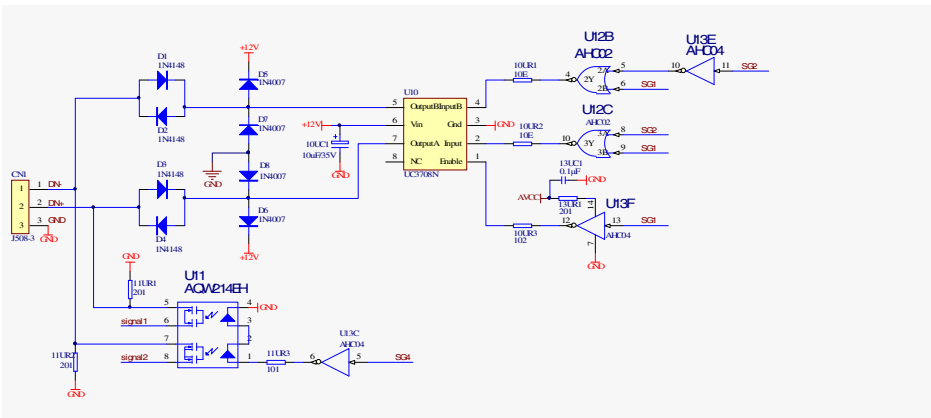 U12B
AHC02
U13E
AHC04
+12V
D1
1N4148
D5
1N4007
U10
10UR1
10E
4
2Y
2A
2B
5
6
SG1
10
11
SG2
D2
1N4148
D7
1N4007
5
OutputB
InputB
4
6
Vin
Gnd
3
GND
7
OutputA
Input
2
8
NC
Enable
1
UC3708N
+12V
10UC1
10uF/35V
GND
10UR2
10E
U12C
AHC02
10
3Y
3A
3B
8
9
SG2
SG1
GND
D3
1N4148
D8
1N4007
13UC1
0.1μF
GND
AVCC
13UR1
201
U13F
14
12
13
SG1
AHC04
7
GND
10UR3
102
CN1
1
2
3
1
2
3
DN-
DN+
GND
GND
J508-3
D4
1N4148
D6
1N4007
+12V
GND
11UR1
201
U11
AQW214EH
5
6
7
8
4
3
2
1
GND
signal1
signal2
11UR2
201
GND
11UR3
101
U13C
AHC04
6
5
SG4